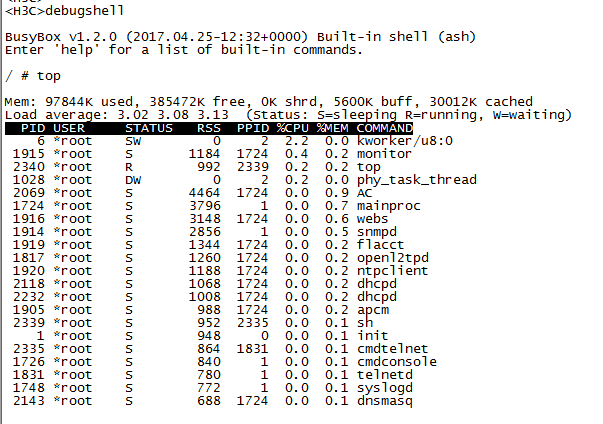 <H3C>debugshell
BusyBox v1.2.0 (2017.04.25-12:32+0000) Built-in shell (ash)
Enter 'help' for a list of built-in commands.
/ # top
Mem: 97844K used, 385472K free, 0K shrd, 5600K buff, 30012K cached
Load average: 3.02 3.08 3.13  (Status: S=sleeping R=running, W=waiting)
  PID USER     STATUS   RSS  PPID %CPU %MEM COMMAND
    6 *root    SW         0     2  2.2  0.0 kworker/u8:0
 1915 *root    S       1184  1724  0.4  0.2 monitor
 2340 *root    R        992  2339  0.2  0.2 top
 1028 *root    DW         0     2  0.2  0.0 phy_task_thread
 2069 *root    S       4464  1724  0.0  0.9 AC
 1724 *root    S       3796     1  0.0  0.7 mainproc
 1916 *root    S       3148  1724  0.0  0.6 webs
 1914 *root    S       2856     1  0.0  0.5 snmpd
 1919 *root    S       1344  1724  0.0  0.2 flacct
 1817 *root    S       1260  1724  0.0  0.2 openl2tpd
 1920 *root    S       1188  1724  0.0  0.2 ntpclient
 2118 *root    S       1068  1724  0.0  0.2 dhcpd
 2232 *root    S       1008  1724  0.0  0.2 dhcpd
 1905 *root    S        988  1724  0.0  0.2 apcm
 2339 *root    S        952  2335  0.0  0.1 sh
    1 *root    S        948     0  0.0  0.1 init
 2335 *root    S        864  1831  0.0  0.1 cmdtelnet
 1726 *root    S        840     1  0.0  0.1 cmdconsole
 1831 *root    S        780     1  0.0  0.1 telnetd
 1748 *root    S        772     1  0.0  0.1 syslogd
 2143 *root    S        688  1724  0.0  0.1 dnsmasq